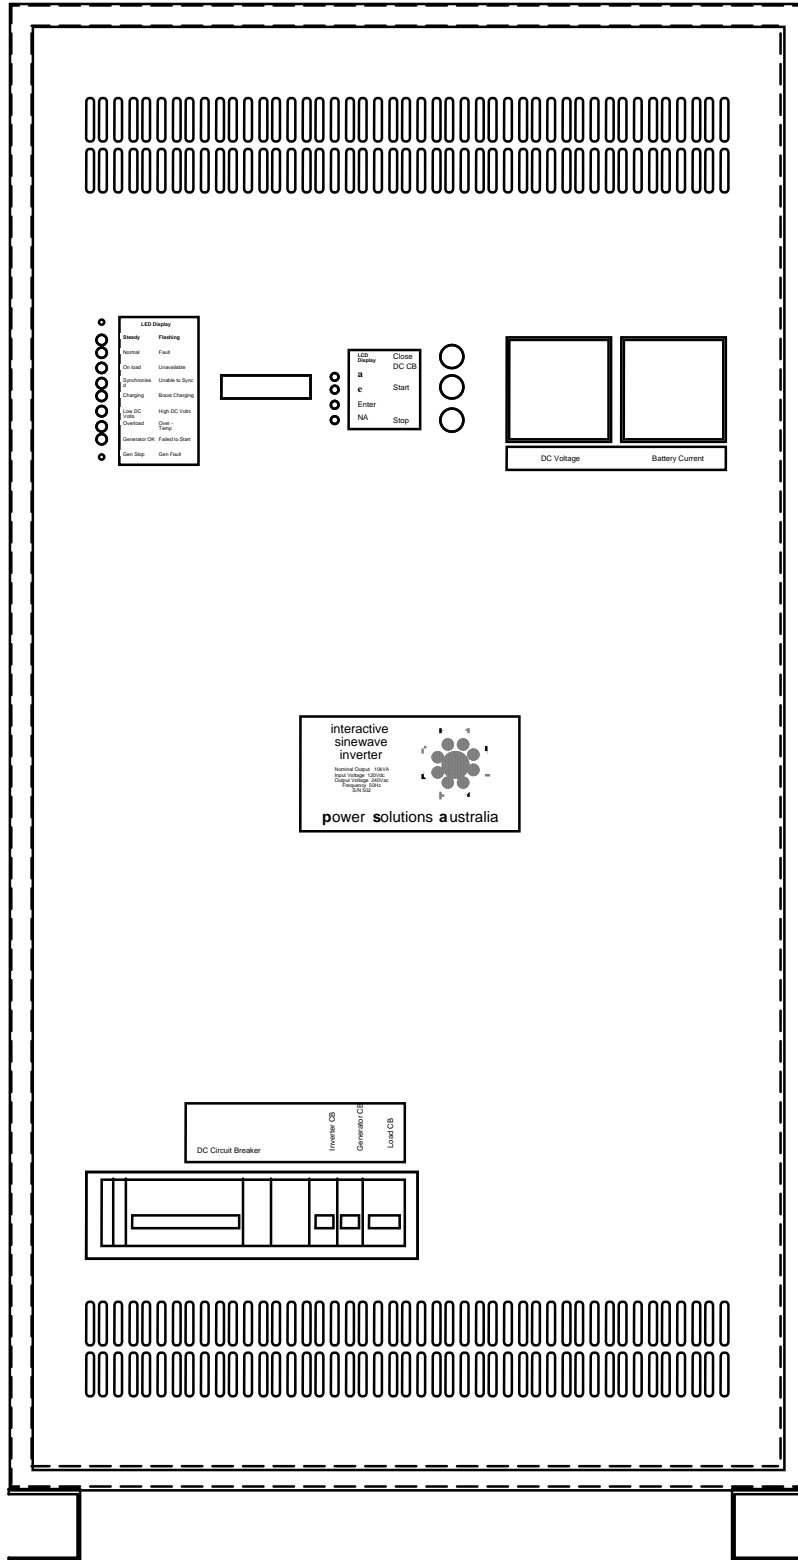 LED Display
Steady Flashing
Normal Fault
On load Unavailable
Synchronise
d Unable to Sync
Charging Boost Charging
Low DC
Volts High DC Volts
Overload Over -
Temp
Generator OK Failed to Start
Gen Stop Gen Fault
LCD
Display
a
e
Enter
NA
Close
DC CB
Start
Stop
DC Voltage Battery Current
interactive
sinewave
inverter
Nominal Output 10kVA
Input Voltage 120Vdc
Output Voltage 240Vac
Frequency 50Hz
S/N 502
power solutions australia
DC Circuit Breaker
Inverter CB
Generator CB
Load CB